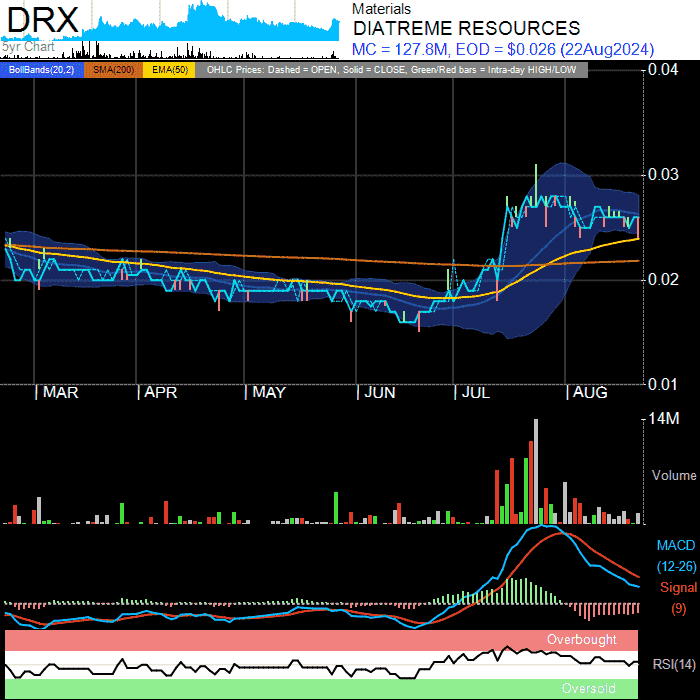 DRX
5yr Chart
Materials
DIATREME RESOURCES
MC = 127.8M, EOD = $0.026 (22Aug2024)
BollBands(20,2) SMA(200) EMA(50) OHLC Prices: Dashed = OPEN, Solid = CLOSE, Green/Red bars = Intra-day HIGH/LOW
0.04
0.03
0.02
0.01
| MAR | APR | MAY | JUN | JUL | AUG
14M
Volume
MACD
(12-26)
Signal
(9)
Overbought
RSI(14)
Oversold